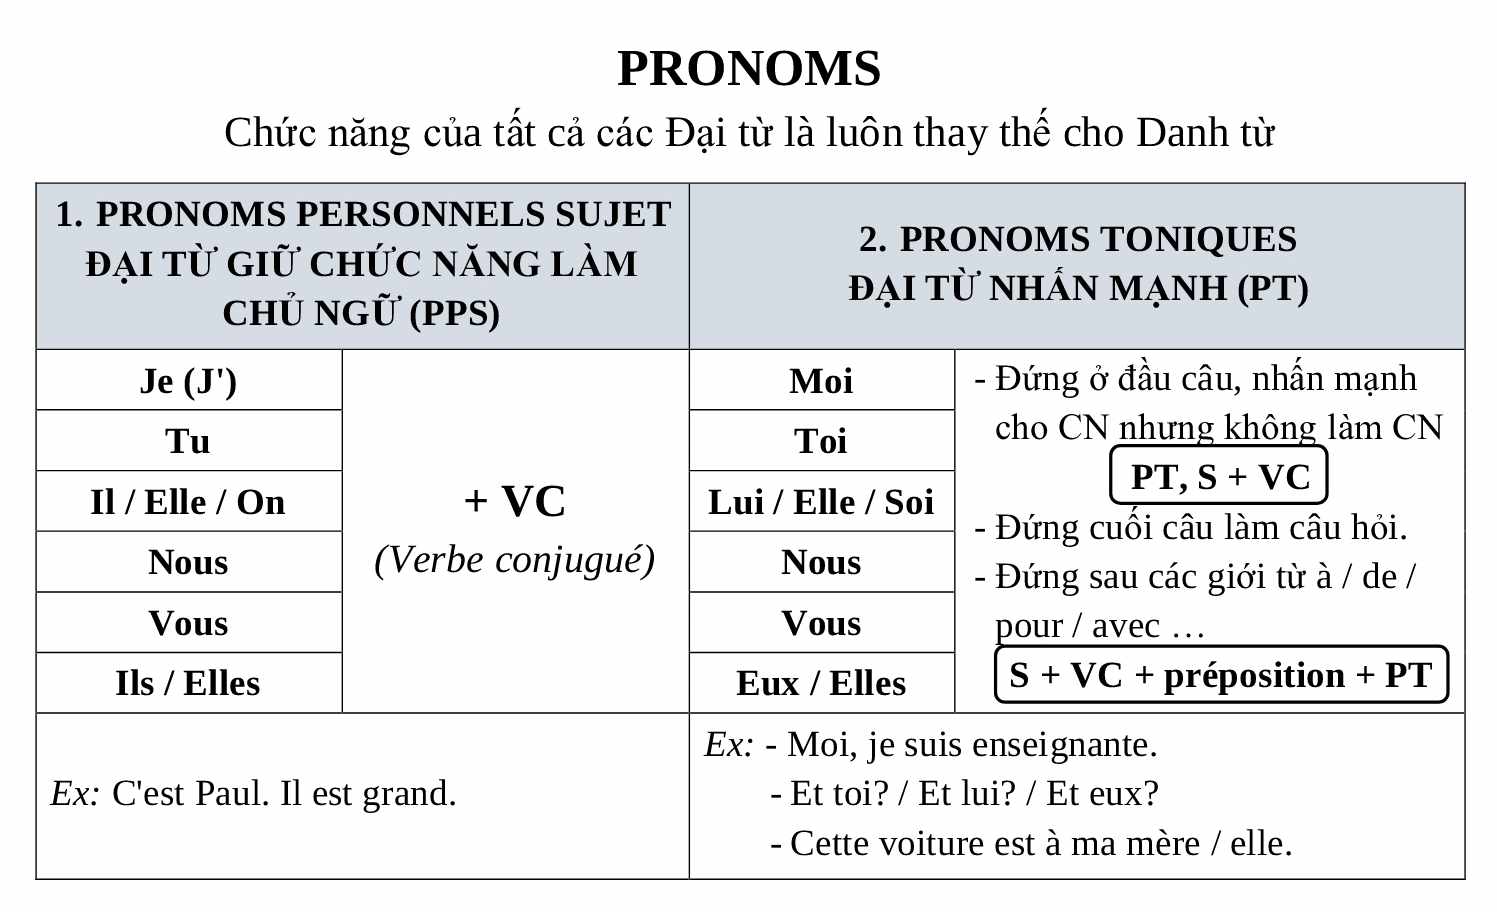 PRONOMS
Chức năng của tất cả các Đại từ là luôn thay thế cho Danh từ
1. PRONOMS PERSONNELS SUJET
ĐẠI TỪ GIỮ CHỨC NĂNG LÀM
CHỦ NGỮ (PPS)
2. PRONOMS TONIQUES
ĐẠI TỪ NHẤN MẠNH (PT)
Je (J')
Tu
Il / Elle / On
Nous
Vous
Ils / Elles
+ VC
(Verbe conjugué)
Moi
Toi
Lui / Elle / Soi
Nous
Vous
Eux / Elles
- Đứng ở đầu câu, nhấn mạnh
cho CN nhưng không làm CN
PT, S + VC
- Đứng cuối câu làm câu hỏi.
- Đứng sau các giới từ à / de /
pour / avec …
S + VC + préposition + PT
Ex: C'est Paul. Il est grand.
Ex: - Moi, je suis enseignante.
- Et toi? / Et lui? / Et eux?
- Cette voiture est à ma mère / elle.